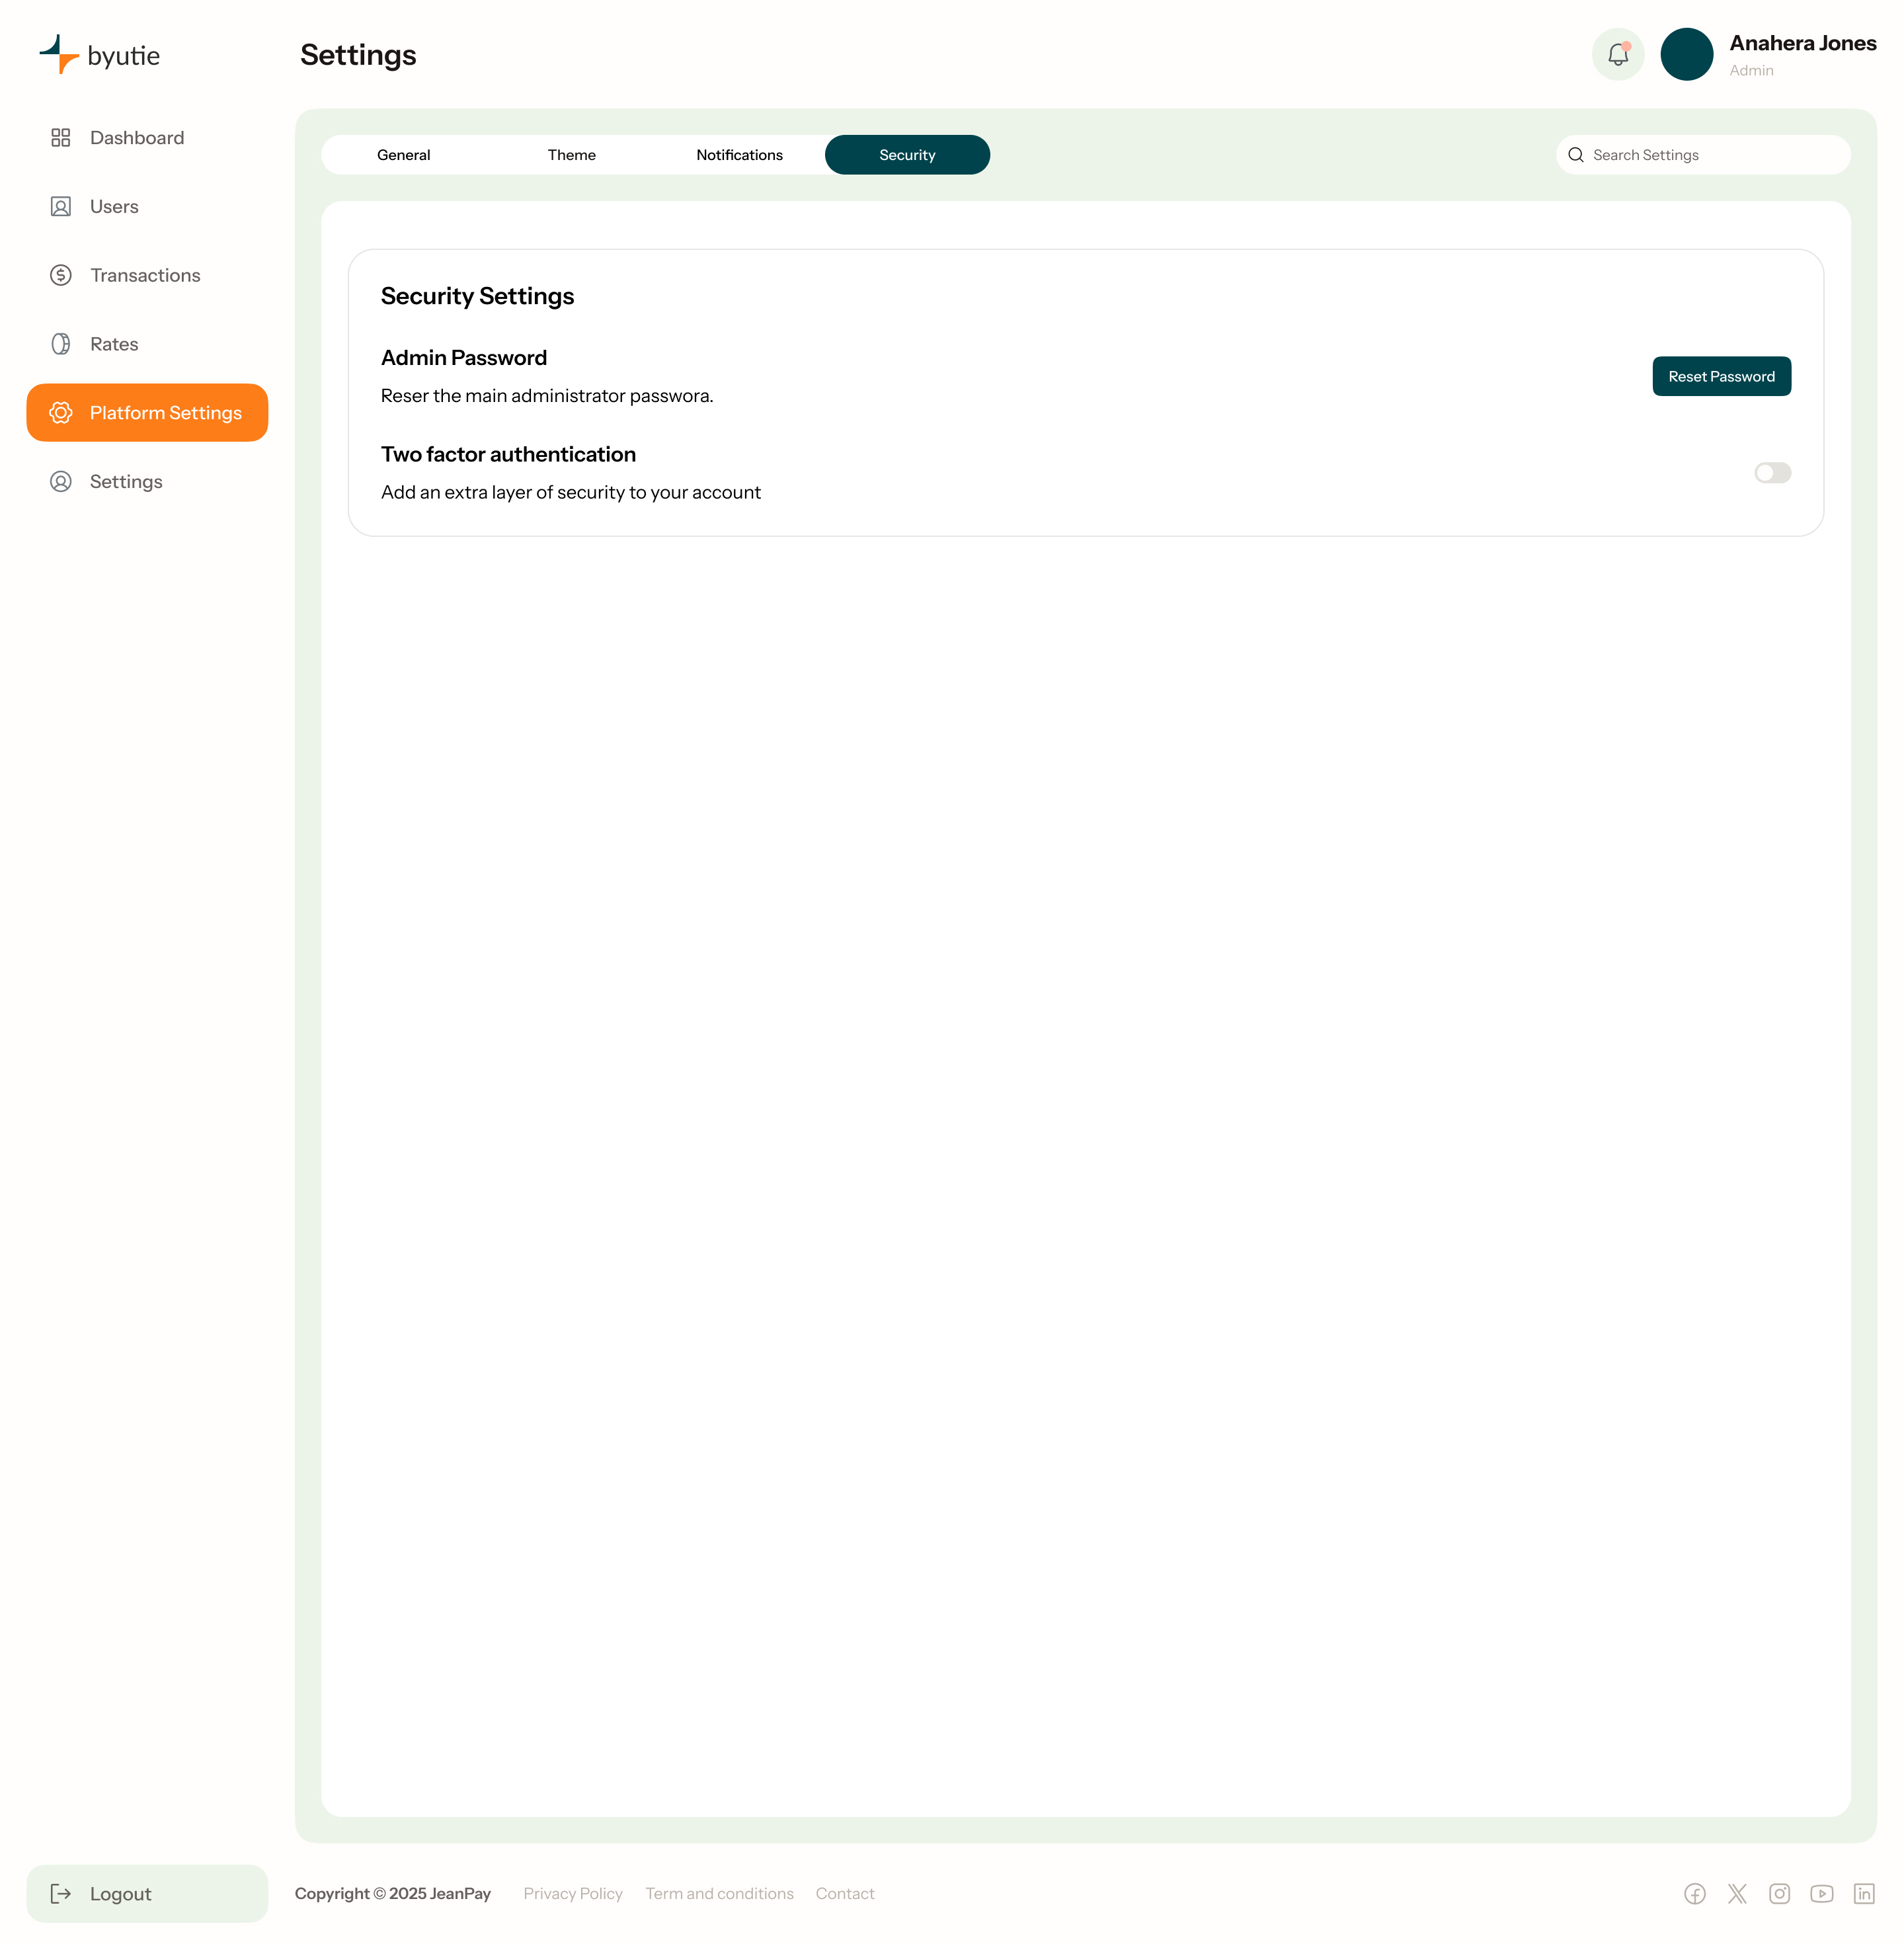 byutie
Settings
Anahera Jones
Admin
Dashboard
Users
Transactions
Rates
Platform Settings
Settings
General
Theme
Notifications
Security
Search Settings
Security Settings
Admin Password
Reser the main administrator passwora.
Reset Password
Two factor authentication
Add an extra layer of security to your account
Logout
Copyright © 2025 JeanPay
Privacy Policy
Term and conditions
Contact